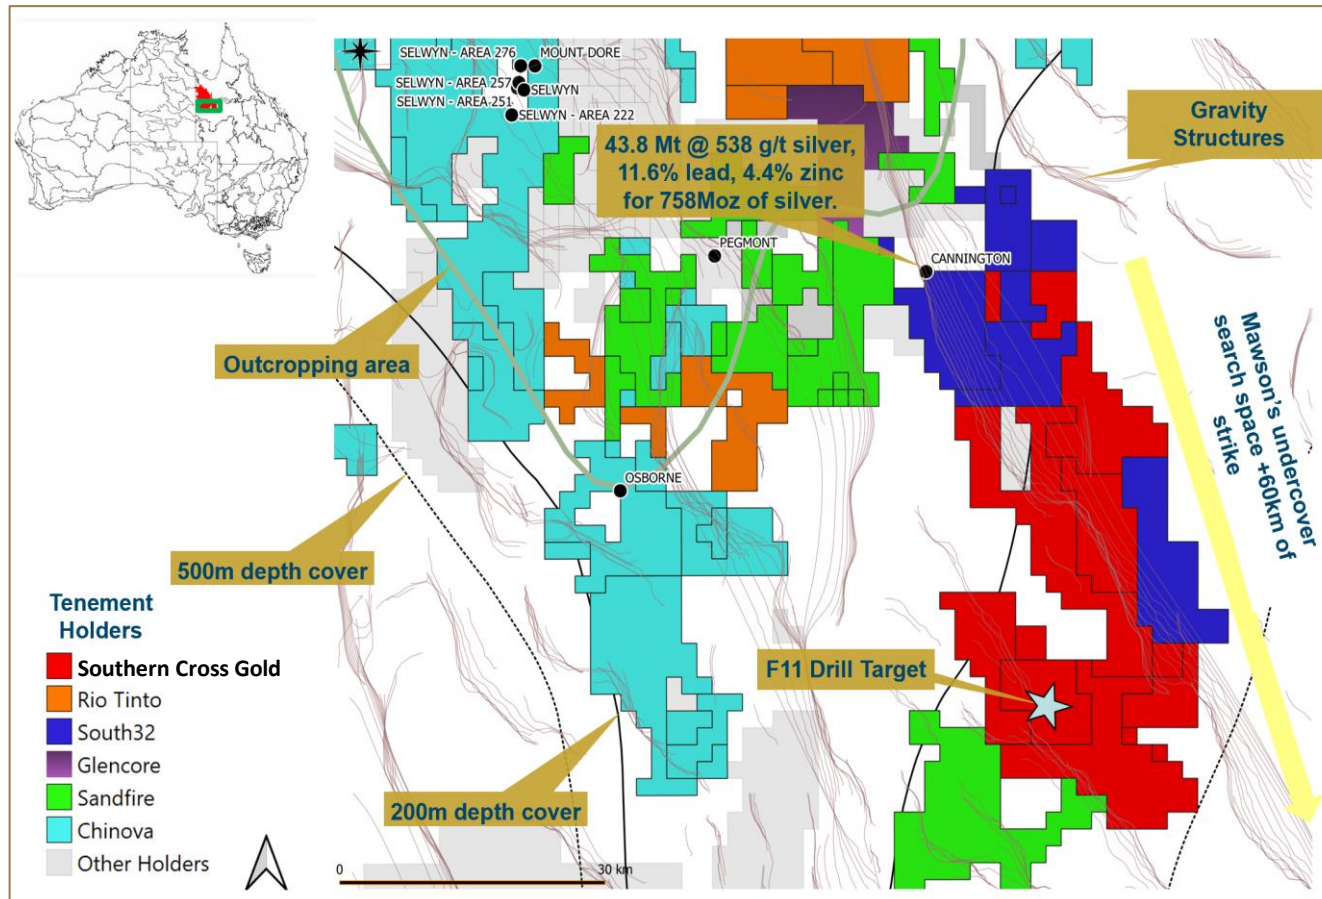 SELWYN - AREA 276
MOUNT DORE
SELWYN - AREA 257
SELWYN
SELWYN - AREA 251
SELWYN - AREA 222
Gravity
Structures
43.8 Mt @ 538 g/t silver,
11.6% lead, 4.4% zinc
for 758Moz of silver.
PEGMONT
CANNINGTON
Outcropping area
Mawson's undercover
search space +60km of
strike
OSBORNE
500m depth cover
Tenement
Holders
Southern Cross Gold
Rio Tinto
South32
Glencore
Sandfire
Chinova
Other Holders
F11 Drill Target
200m depth cover
0
30 km